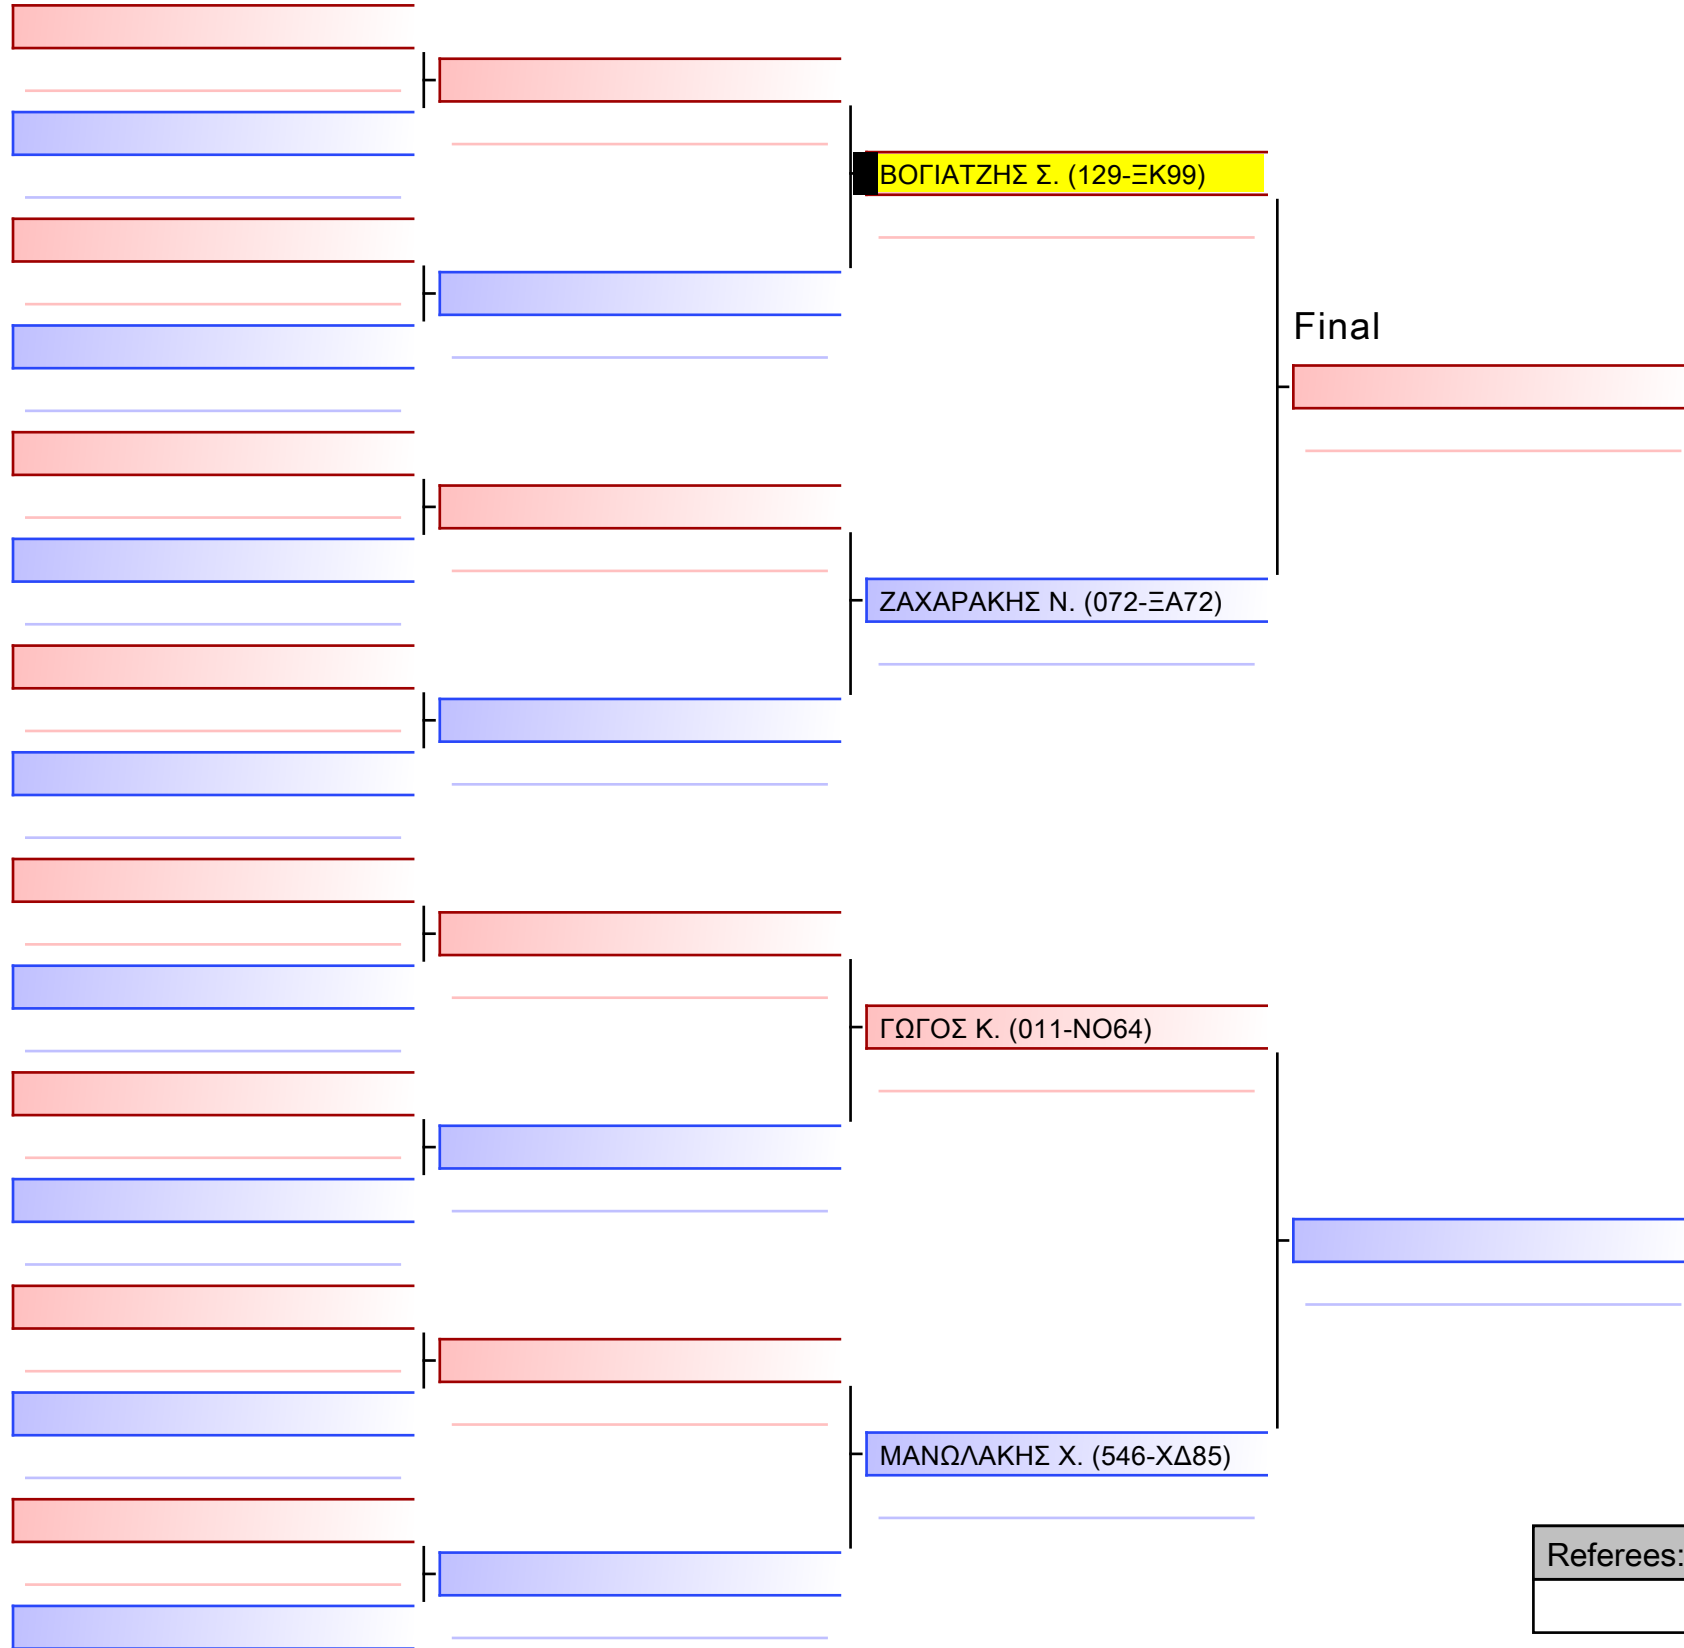 ΒΟΓΙΑΤΖΗΣ Σ. (129-ΞΚ99)
Final
ΖΑΧΑΡΑΚΗΣ Ν. (072-ΞΑ72)
ΓΩΓΟΣ Κ. (011-ΝΟ64)
ΜΑΝΩΛΑΚΗΣ Χ. (546-ΧΔ85)
Referees: